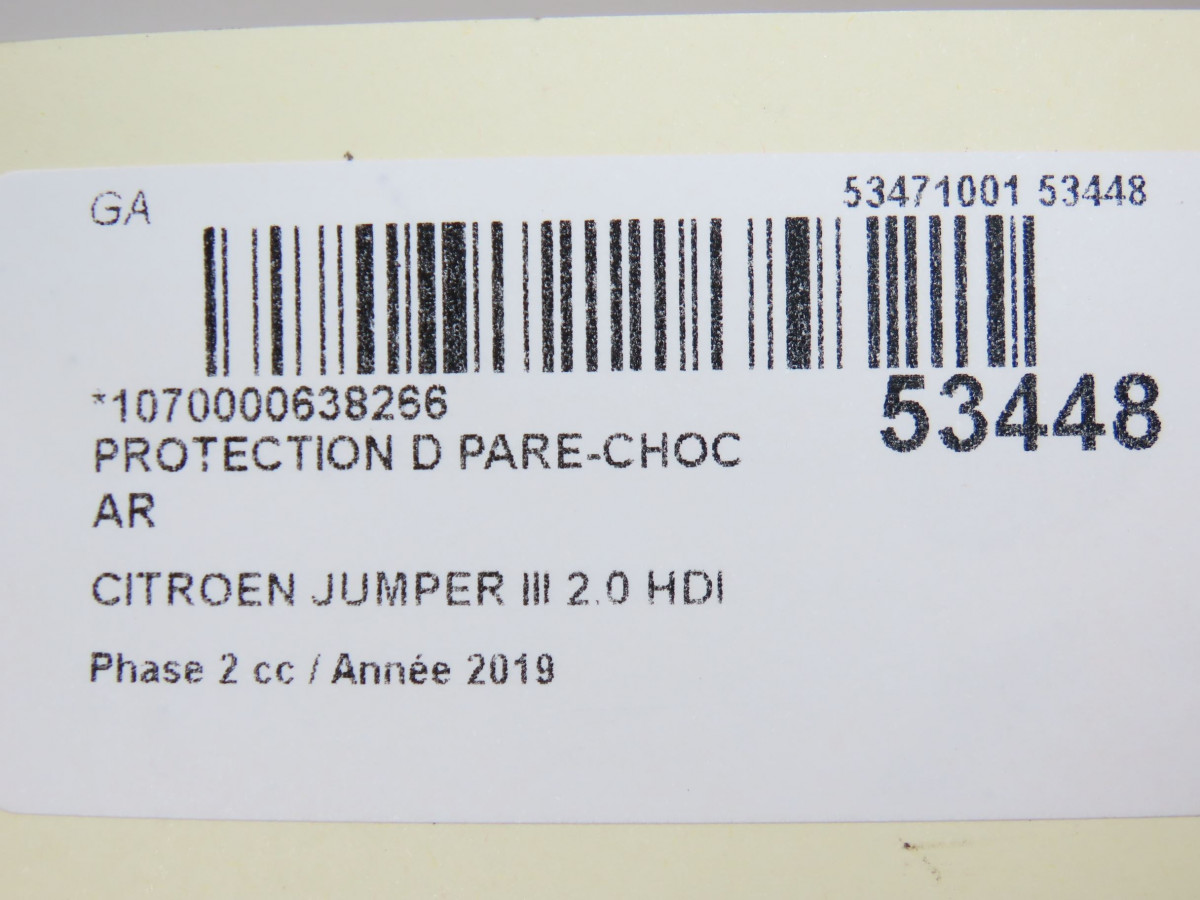 GA
53471001 53448
*1070000638266
53448
PROTECTION D PARE-CHOC
AR
CITROEN JUMPER III 2.0 HDI
Phase 2 cc / Année 2019